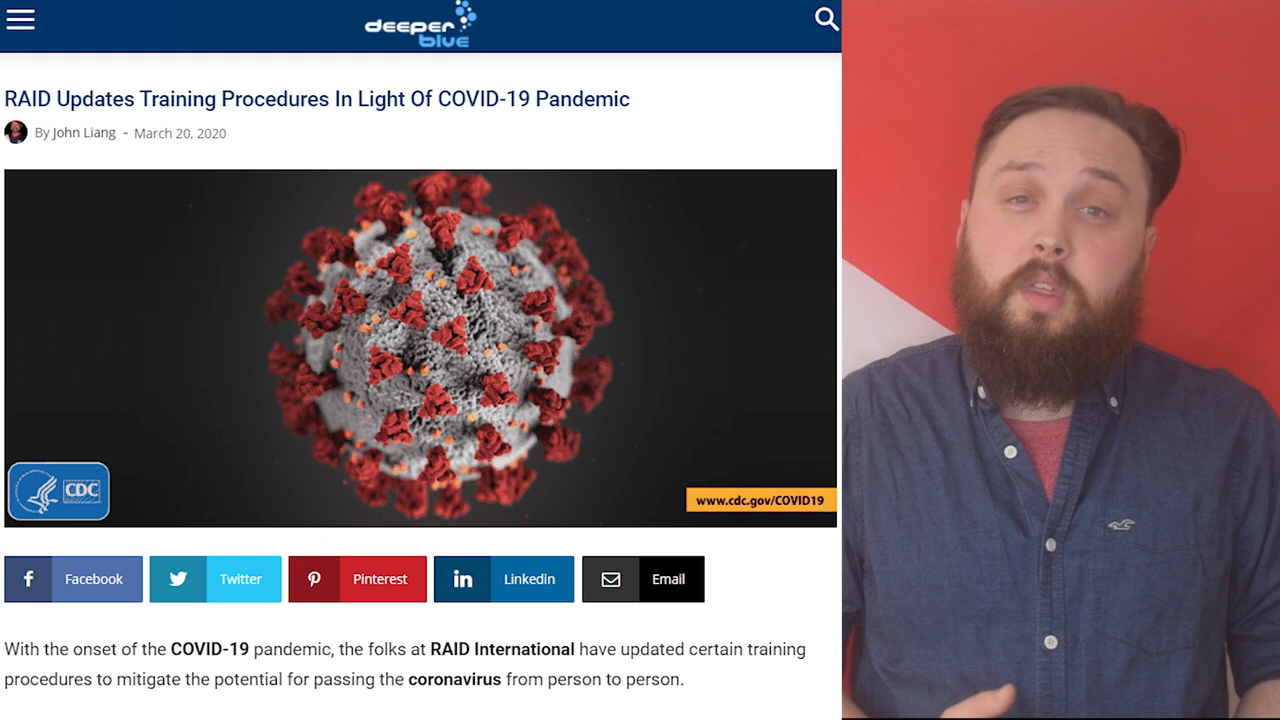 deeper
blue
RAID Updates Training Procedures In Light Of COVID-19 Pandemic
By John Liang - March 20, 2020
CDC
www.cdc.gov/COVID19
Facebook
Twitter
Pinterest
Linkedin
Email
With the onset of the COVID-19 pandemic, the folks at RAID International have updated certain training
procedures to mitigate the potential for passing the coronavirus from person to person.